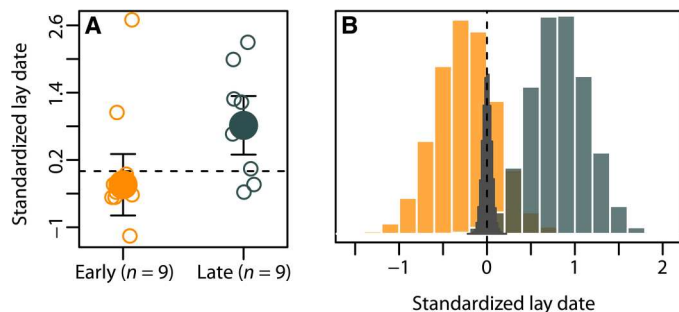 A
B
Standardized lay date
2.6
1.4
0.2
−1
Early (n = 9)
Late (n = 9)
−1
0
1
2
Standardized lay date